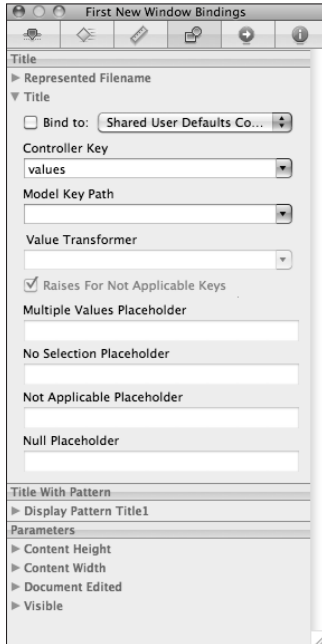 First New Window Bindings
Title
Represented Filename
Title
Bind to: Shared User Defaults Co...
Controller Key
values
Model Key Path
Value Transformer
Raises For Not Applicable Keys
Multiple Values Placeholder
No Selection Placeholder
Not Applicable Placeholder
Null Placeholder
Title With Pattern
Display Pattern Title1
Parameters
Content Height
Content Width
Document Edited
Visible